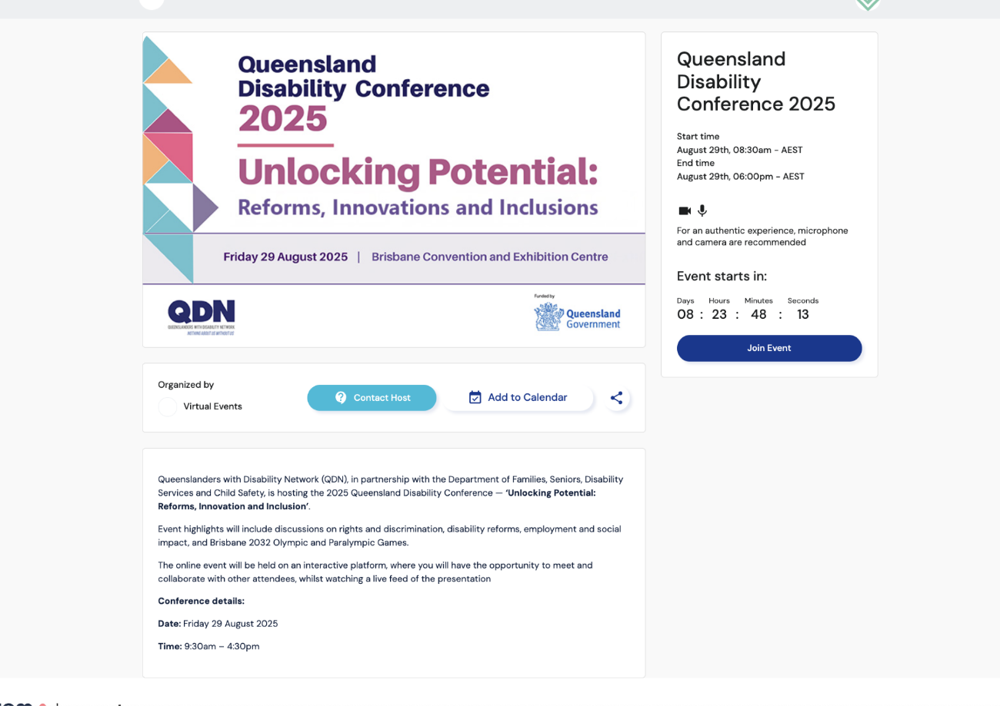 Queensland
Disability Conference
2025
Unlocking Potential:
Reforms, Innovations and Inclusions
Friday 29 August 2025 | Brisbane Convention and Exhibition Centre
QDN
QUEENSLANDERS WITH DISABILITY NETWORK
NOTHING ABOUT US WITHOUT US
Funded by
Queensland
Government
Organized by
Virtual Events
Contact Host
Add to Calendar
Queenslanders with Disability Network (QDN), in partnership with the Department of Families, Seniors, Disability
Services and Child Safety, is hosting the 2025 Queensland Disability Conference — ‘Unlocking Potential:
Reforms, Innovation and Inclusion’.
Event highlights will include discussions on rights and discrimination, disability reforms, employment and social
impact, and Brisbane 2032 Olympic and Paralympic Games.
The online event will be held on an interactive platform, where you will have the opportunity to meet and
collaborate with other attendees, whilst watching a live feed of the presentation
Conference details:
Date: Friday 29 August 2025
Time: 9:30am – 4:30pm
Queensland
Disability
Conference 2025
Start time
August 29th, 08:30am - AEST
End time
August 29th, 06:00pm - AEST
For an authentic experience, microphone
and camera are recommended
Event starts in:
Days Hours Minutes Seconds
08 : 23 : 48 : 13
Join Event